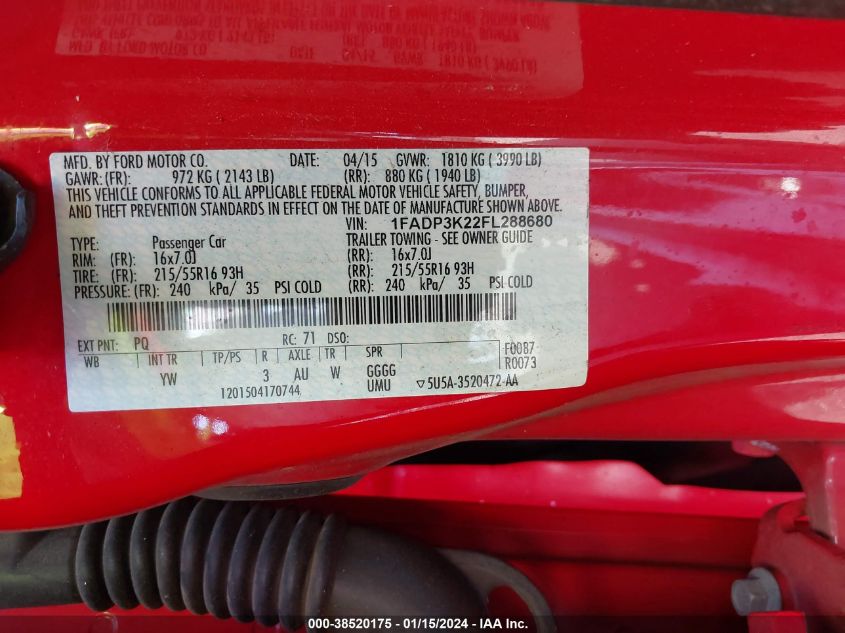 MFD. BY FORD MOTOR CO. DATE: 04/15 GVWR: 1810 KG ( 3990 LB)
GAWR: (FR) 972 KG ( 2143 LB) (RR): 880 KG ( 1940 LB)
THIS VEHICLE CONFORMS TO ALL APPLICABLE FEDERAL MOTOR VEHICLE SAFETY, BUMPER,
AND THEFT PREVENTION STANDARDS IN EFFECT ON THE DATE OF MANUFACTURE SHOWN ABOVE.
VIN: 1FADP3K22FL288680
TYPE: Passenger Car TRAILER TOWING - SEE OWNER GUIDE
RIM: (FR) 16x7.0J (RR): 16x7.0J
TIRE: (FR) 215/55R16 93H (RR): 215/55R16 93H
PRESSURE: (FR) 240 kPa/ 35 PSI COLD (RR): 240 kPa/ 35 PSI COLD
EXT PNT: PQ RC: 71 DSO:
WB INT TR TP/PS R AXLE TR SPR F0087
R0073
YW 3 AU W GGGG
1201504170744 UMU ▽5U5A-3520472-AA
000-38520175 - 01/15/2024 - IAA Inc.